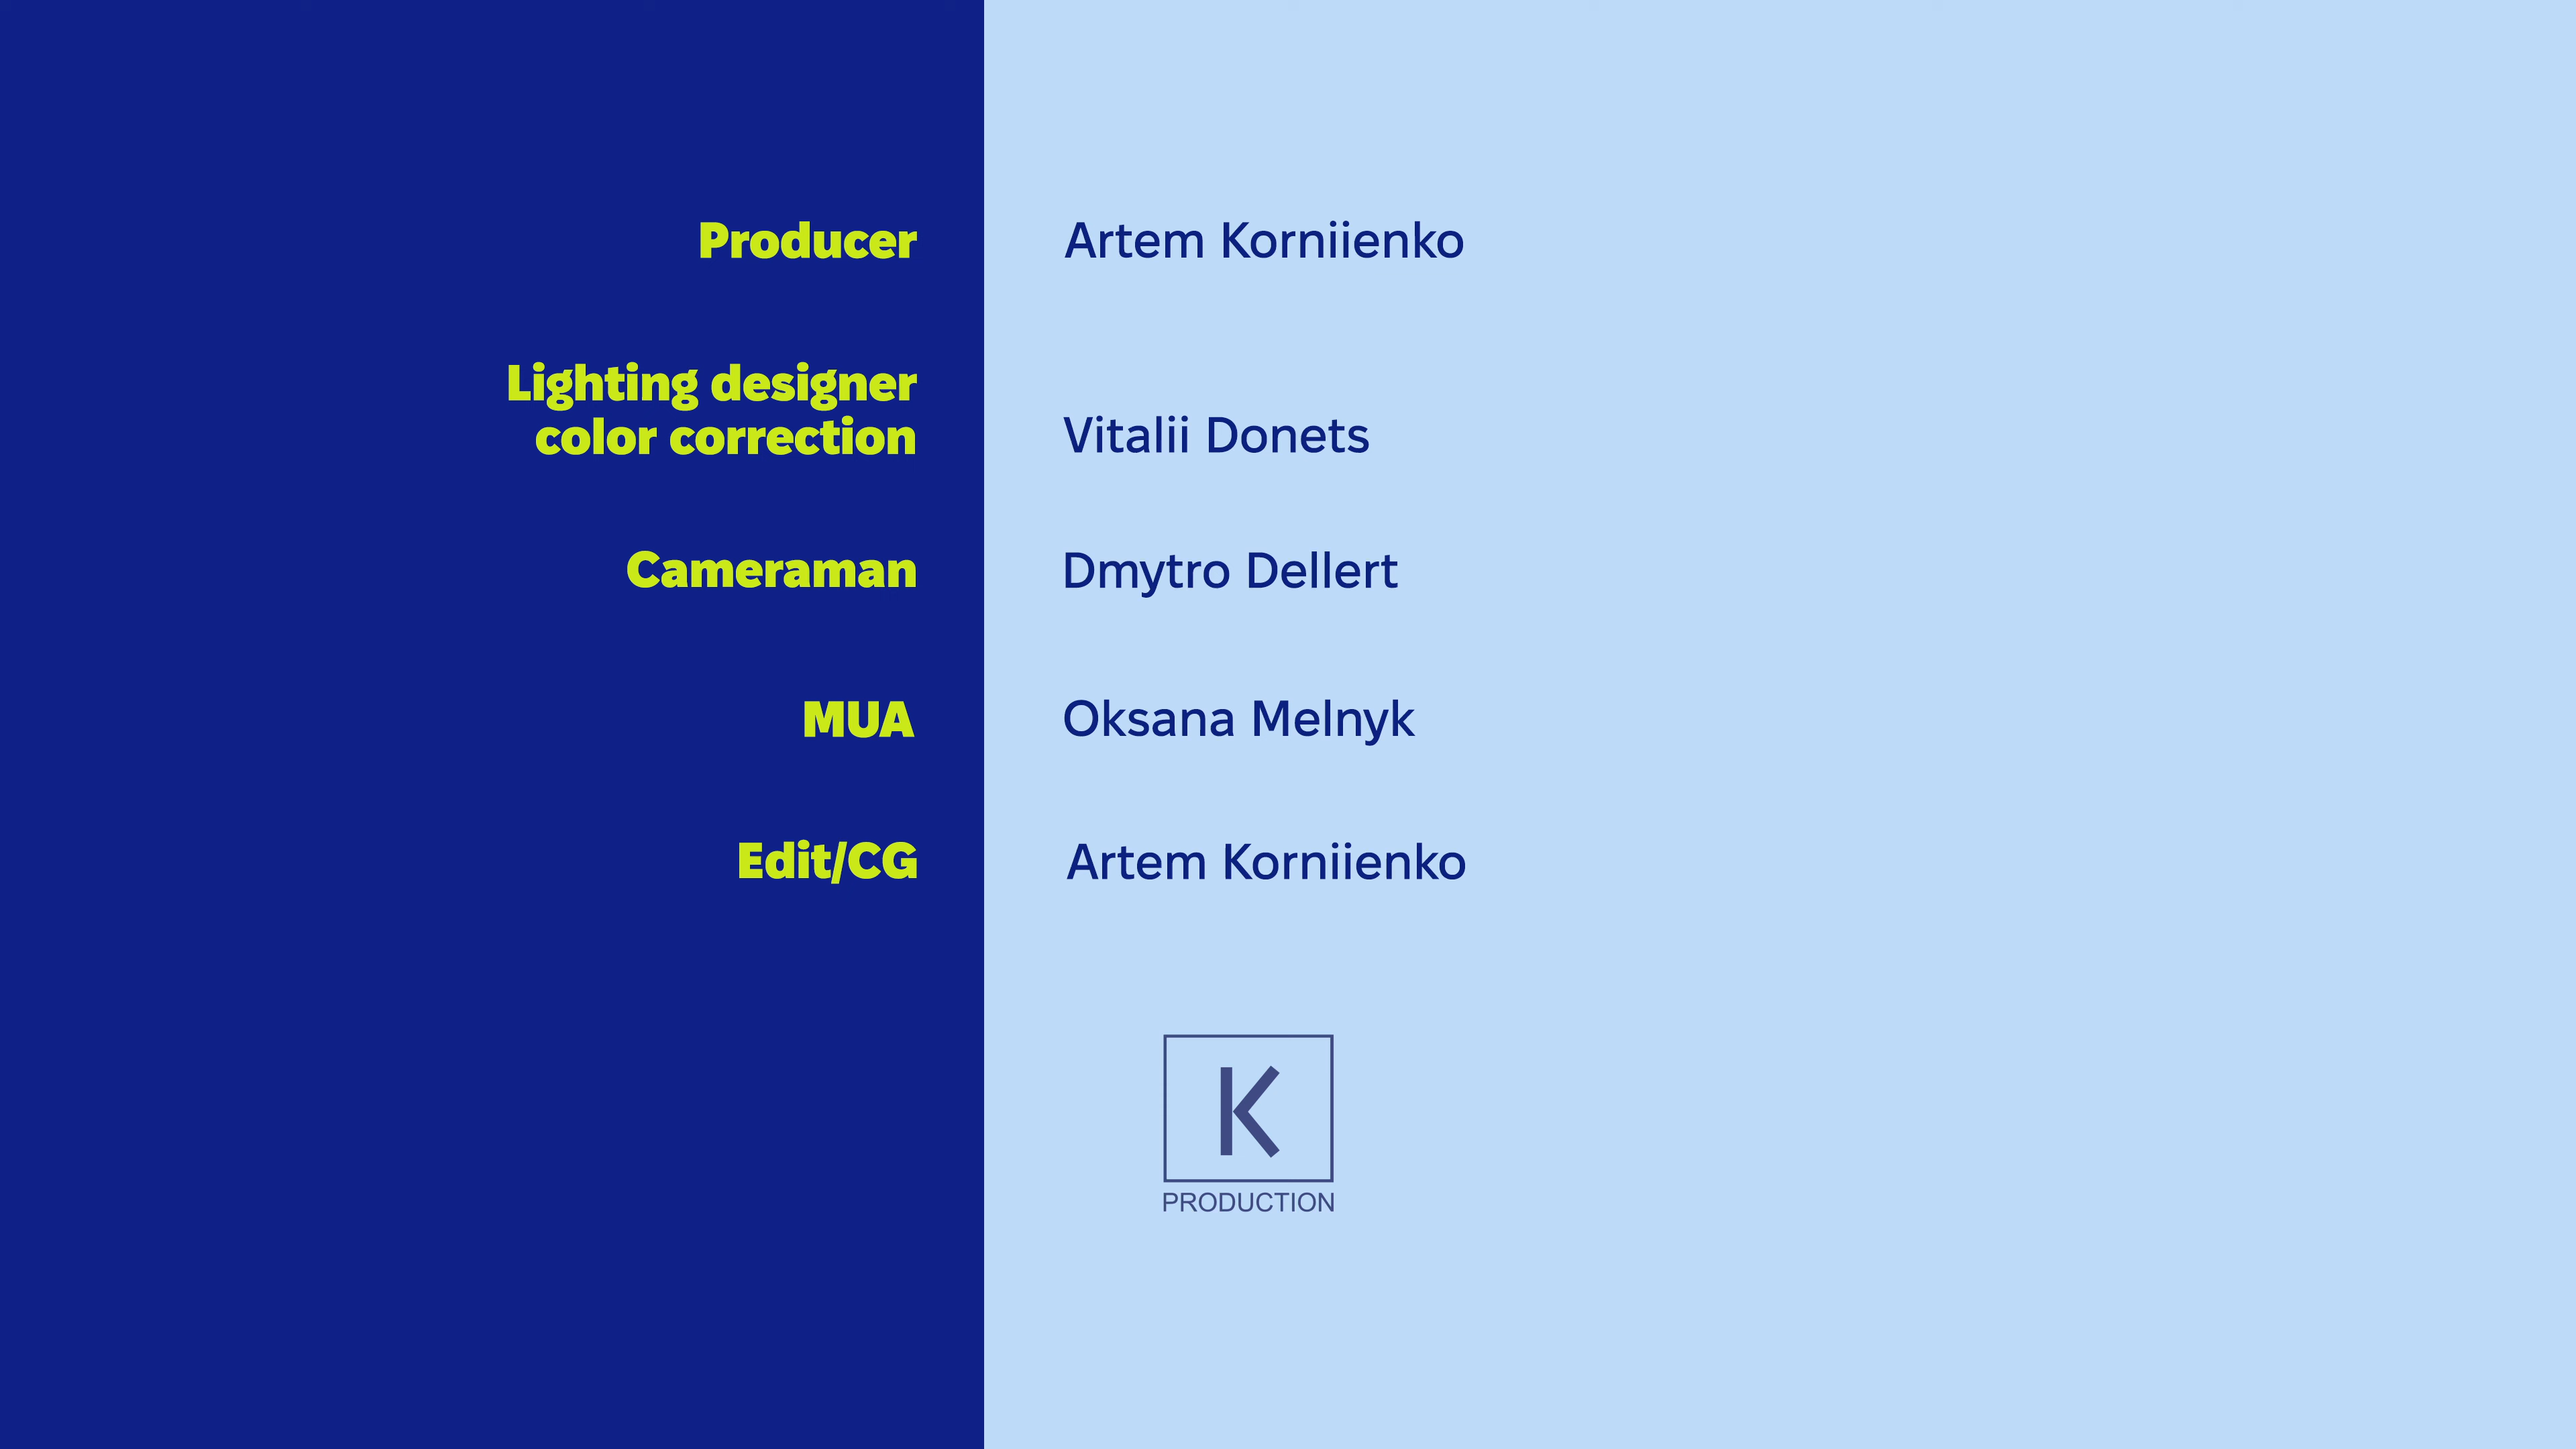 Producer
Artem Korniienko
Lighting designer
color correction
Vitalii Donets
Cameraman
Dmytro Dellert
MUA
Oksana Melnyk
Edit/CG
Artem Korniienko
K
PRODUCTION